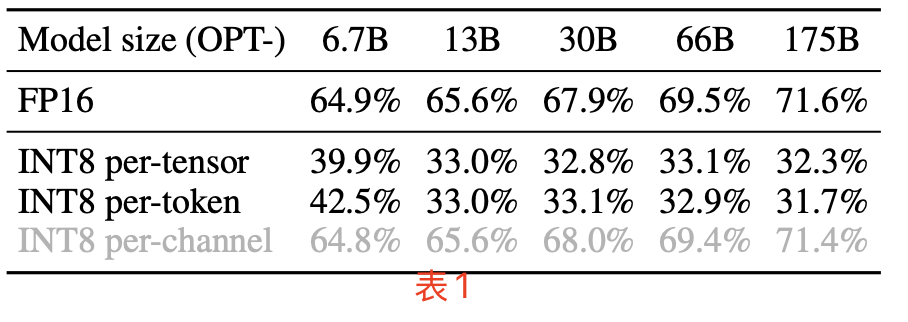 Model size (OPT-) 6.7B 13B 30B 66B 175B
FP16 64.9% 65.6% 67.9% 69.5% 71.6%
INT8 per-tensor 39.9% 33.0% 32.8% 33.1% 32.3%
INT8 per-token 42.5% 33.0% 33.1% 32.9% 31.7%
INT8 per-channel 64.8% 65.6% 68.0% 69.4% 71.4%
表1